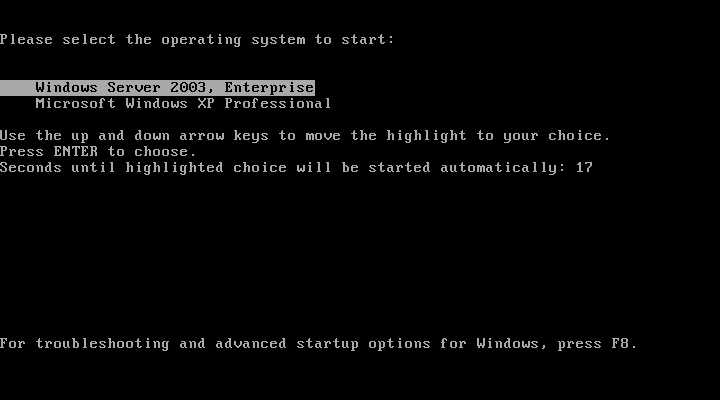 Please select the operating system to start:
Windows Server 2003, Enterprise
Microsoft Windows XP Professional
Use the up and down arrow keys to move the highlight to your choice.
Press ENTER to choose.
Seconds until highlighted choice will be started automatically: 17
For troubleshooting and advanced startup options for Windows, press F8.